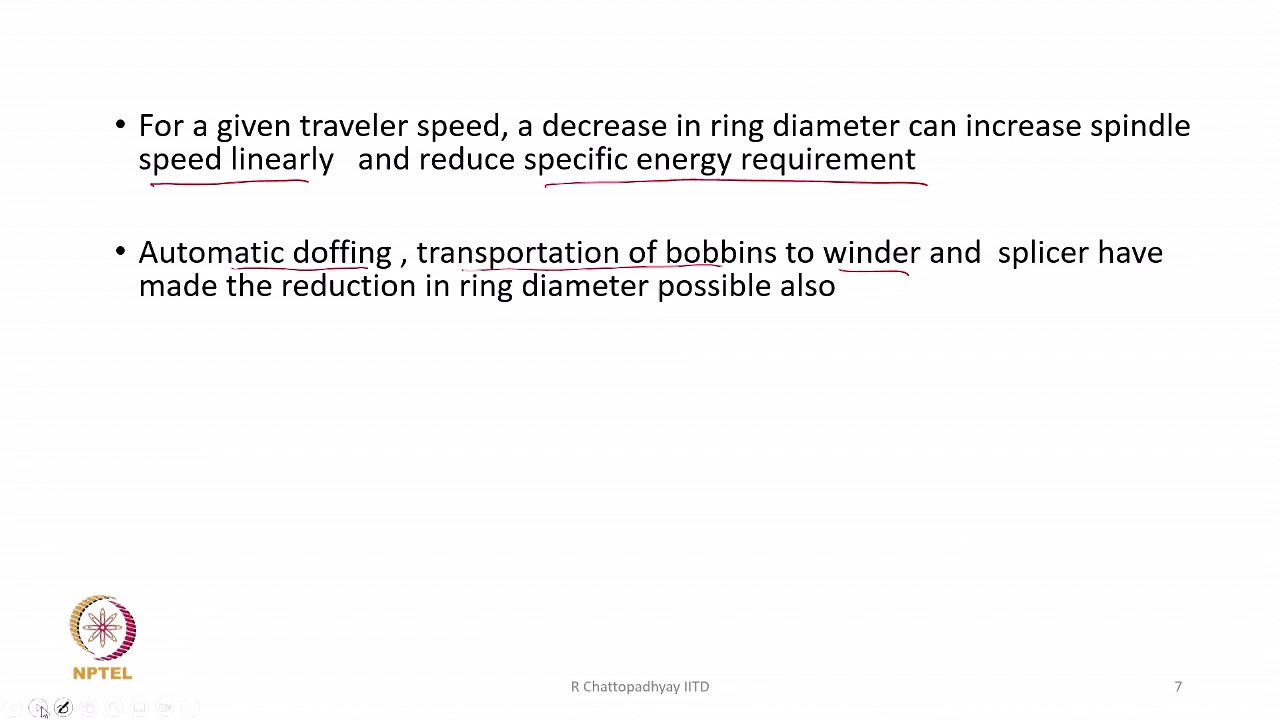 • For a given traveler speed, a decrease in ring diameter can increase spindle
speed linearly and reduce specific energy requirement
• Automatic doffing , transportation of bobbins to winder and splicer have
made the reduction in ring diameter possible also
NPTEL
R Chattopadhyay IITD
7